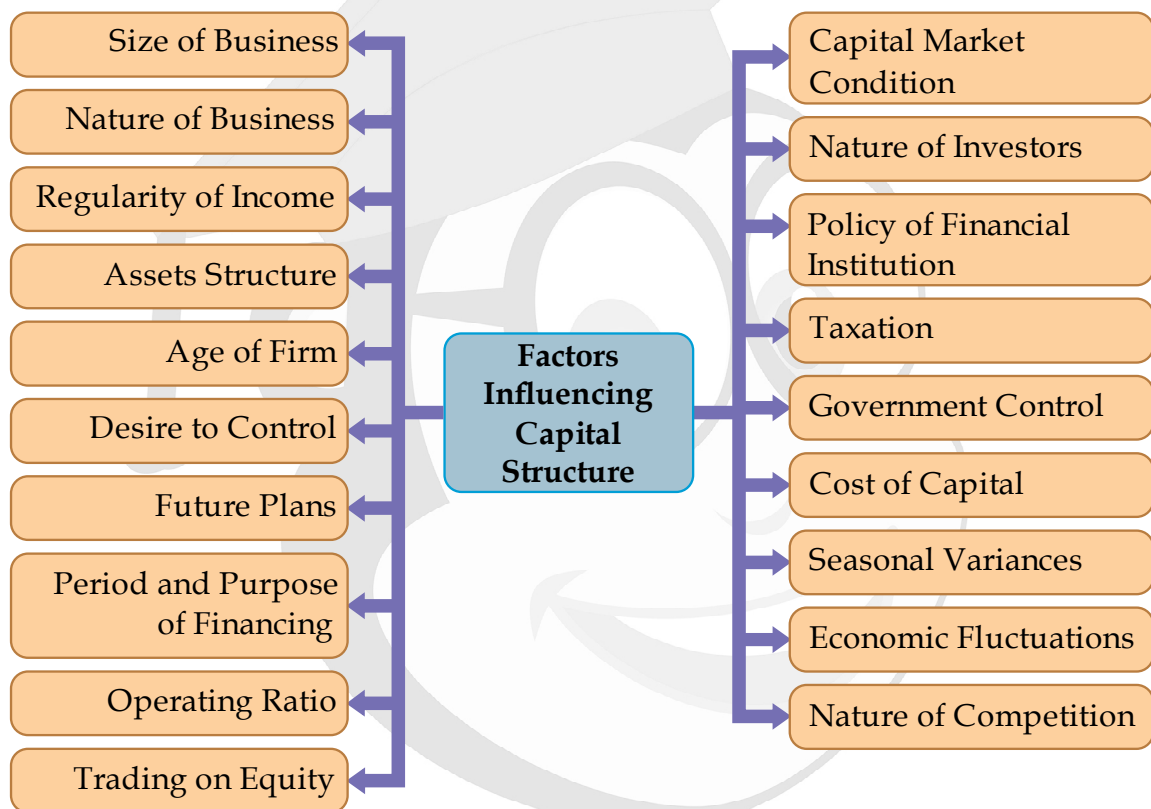 Size of Business
Nature of Business
Regularity of Income
Assets Structure
Age of Firm
Desire to Control
Future Plans
Period and Purpose
of Financing
Operating Ratio
Trading on Equity
Factors
Influencing
Capital
Structure
Capital Market
Condition
Nature of Investors
Policy of Financial
Institution
Taxation
Government Control
Cost of Capital
Seasonal Variances
Economic Fluctuations
Nature of Competition